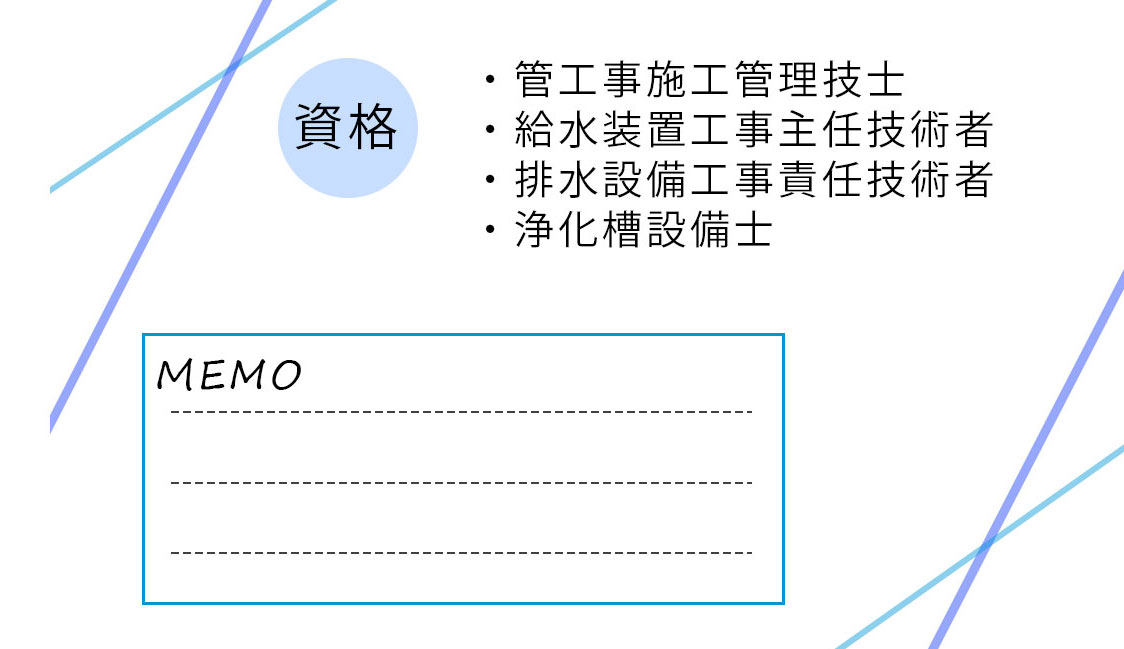 資格
・管工事施工管理技士
・給水装置工事主任技術者
・排水設備工事責任技術者
・浄化槽設備士
MEMO